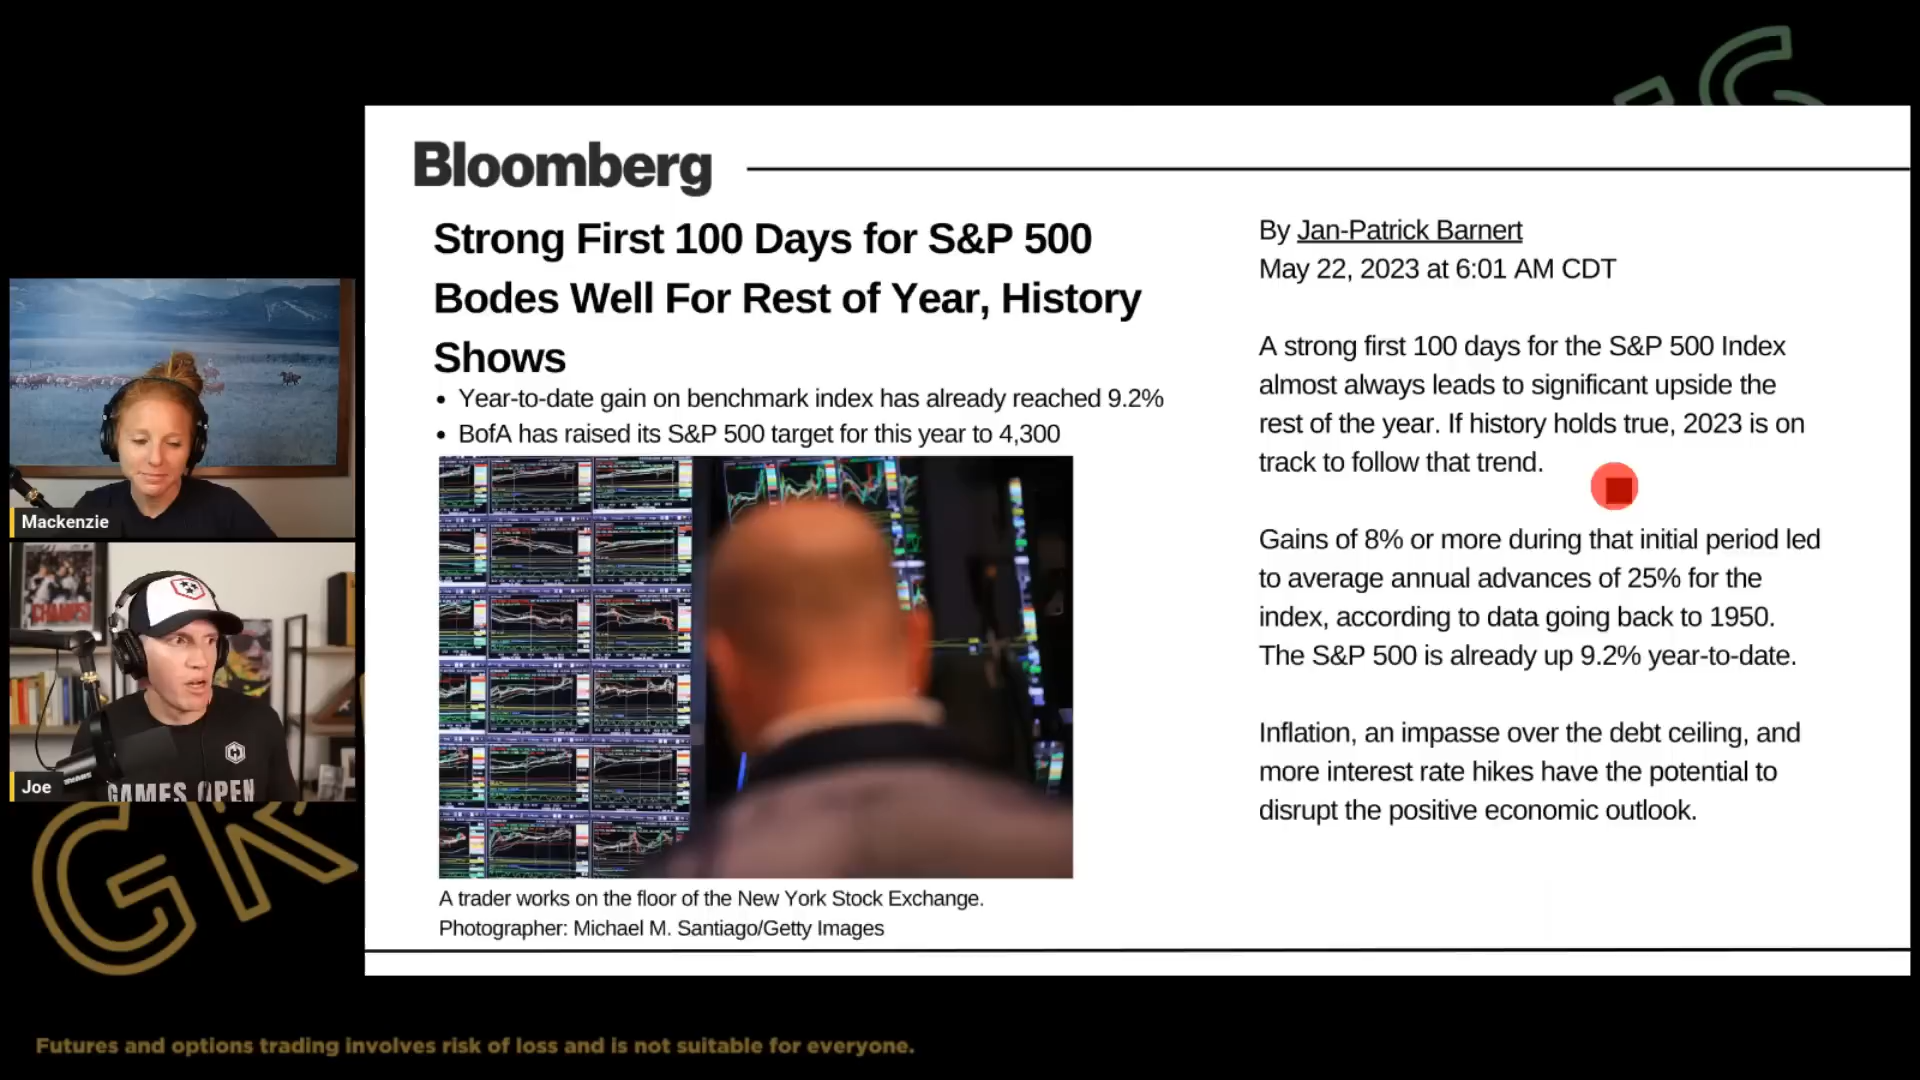 Bloomberg
Strong First 100 Days for S&P 500
Bodes Well For Rest of Year, History
Shows
• Year-to-date gain on benchmark index has already reached 9.2%
• BofA has raised its S&P 500 target for this year to 4,300
A trader works on the floor of the New York Stock Exchange.
Photographer: Michael M. Santiago/Getty Images
By Jan-Patrick Barnert
May 22, 2023 at 6:01 AM CDT
A strong first 100 days for the S&P 500 Index
almost always leads to significant upside the
rest of the year. If history holds true, 2023 is on
track to follow that trend.
Gains of 8% or more during that initial period led
to average annual advances of 25% for the
index, according to data going back to 1950.
The S&P 500 is already up 9.2% year-to-date.
Inflation, an impasse over the debt ceiling, and
more interest rate hikes have the potential to
disrupt the positive economic outlook.
Mackenzie
CHAMPS
Joe
GAMES OPEN
GR
Futures and options trading involves risk of loss and is not suitable for everyone.